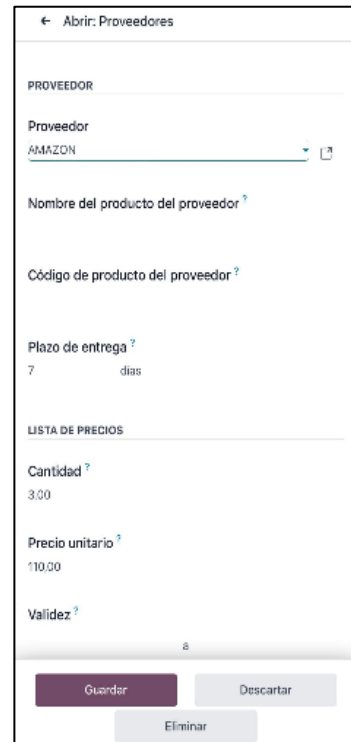 ← Abrir: Proveedores
PROVEEDOR
Proveedor
AMAZON
Nombre del producto del proveedor ?
Código de producto del proveedor ?
Plazo de entrega ?
7 días
LISTA DE PRECIOS
Cantidad ?
3,00
Precio unitario ?
110,00
Validez ?
a
Guardar Descartar
Eliminar